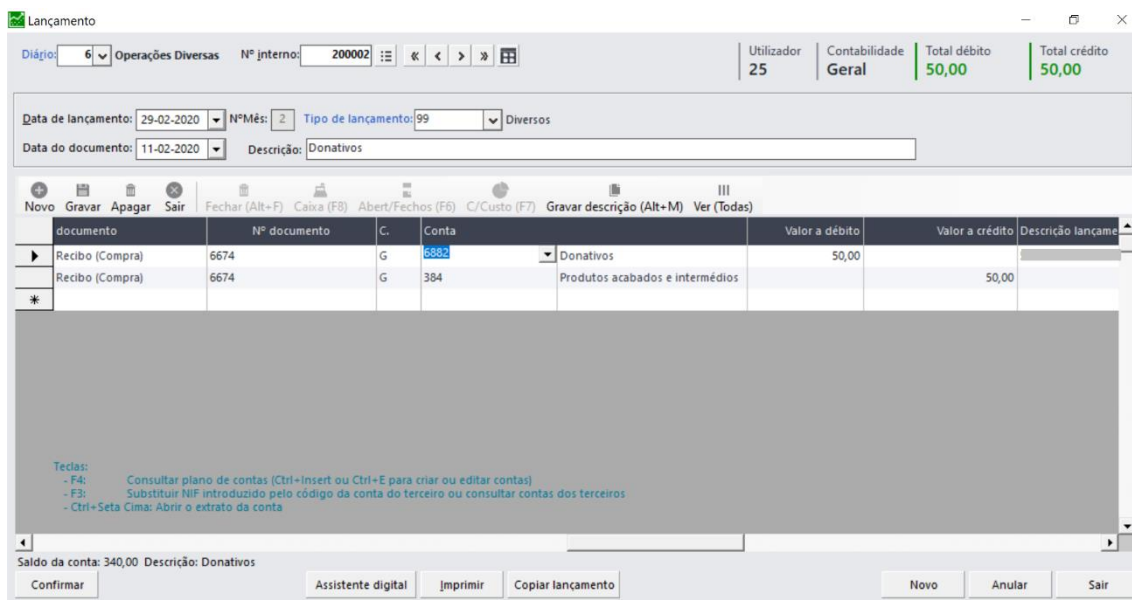 Lançamento
Diário: 6 Operações Diversas Nº interno: 200002 Utilizador Contabilidade Total débito Total crédito
25 Geral 50,00 50,00
Data de lançamento: 29-02-2020 NºMês: 2 Tipo de lançamento: 99 Diversos
Data do documento: 11-02-2020 Descrição: Donativos
Novo Gravar Apagar Sair Fechar (Alt+F) Caixa (F8) Abert/Fechos (F6) C/Custo (F7) Gravar descrição (Alt+M) Ver (Todas)
documento Nº documento C. Conta Valor a débito Valor a crédito Descrição lançame
Recibo (Compra) 6674 G 6882 Donativos 50,00
Recibo (Compra) 6674 G 384 Produtos acabados e intermédios 50,00
Teclas:
- F4: Consultar plano de contas (Ctrl+Insert ou Ctrl+E para criar ou editar contas)
- F3: Substituir NIF introduzido pelo código da conta do terceiro ou consultar contas dos terceiros
- Ctrl+Seta Cima: Abrir o extrato da conta
Saldo da conta: 340,00 Descrição: Donativos
Confirmar Assistente digital Imprimir Copiar lançamento Novo Anular Sair